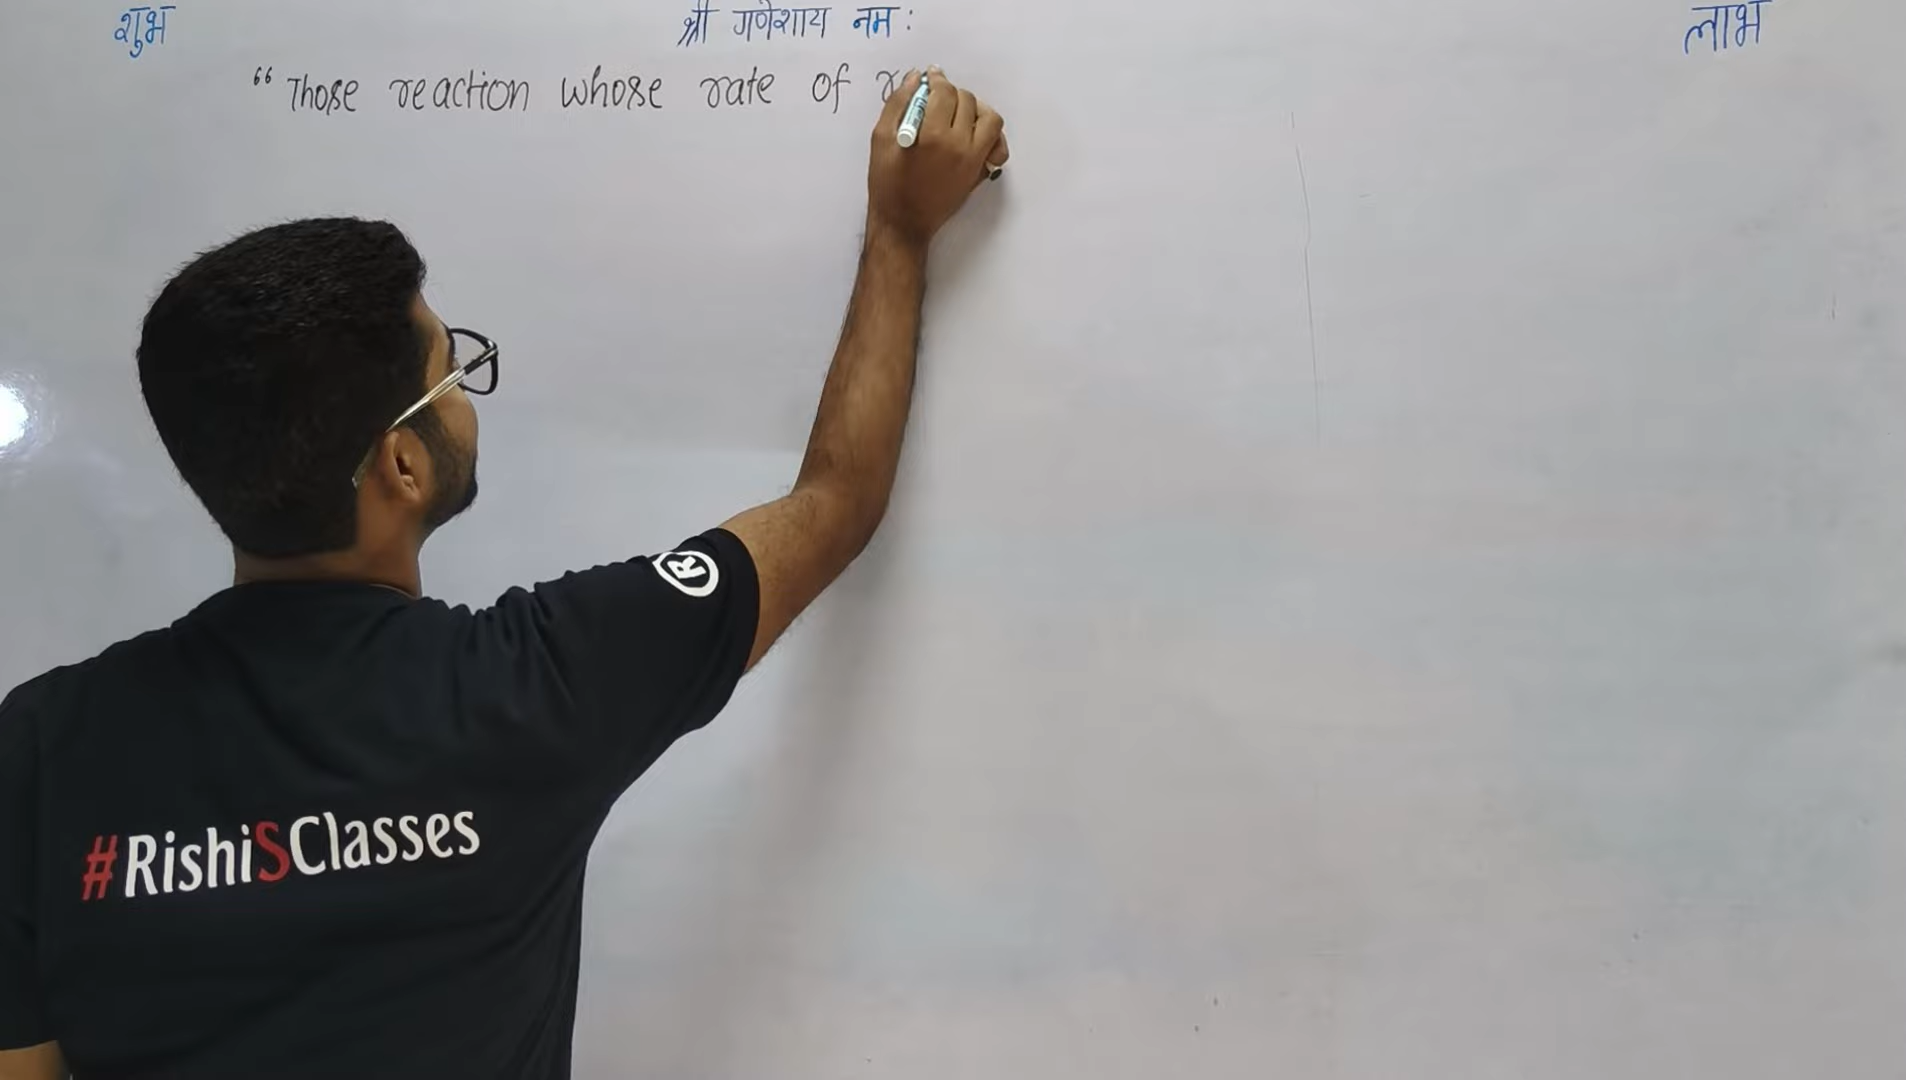 शुभ श्री गणेशाय नम: लाभ
“ Those reaction whose rate of
R
#RishiSClasses